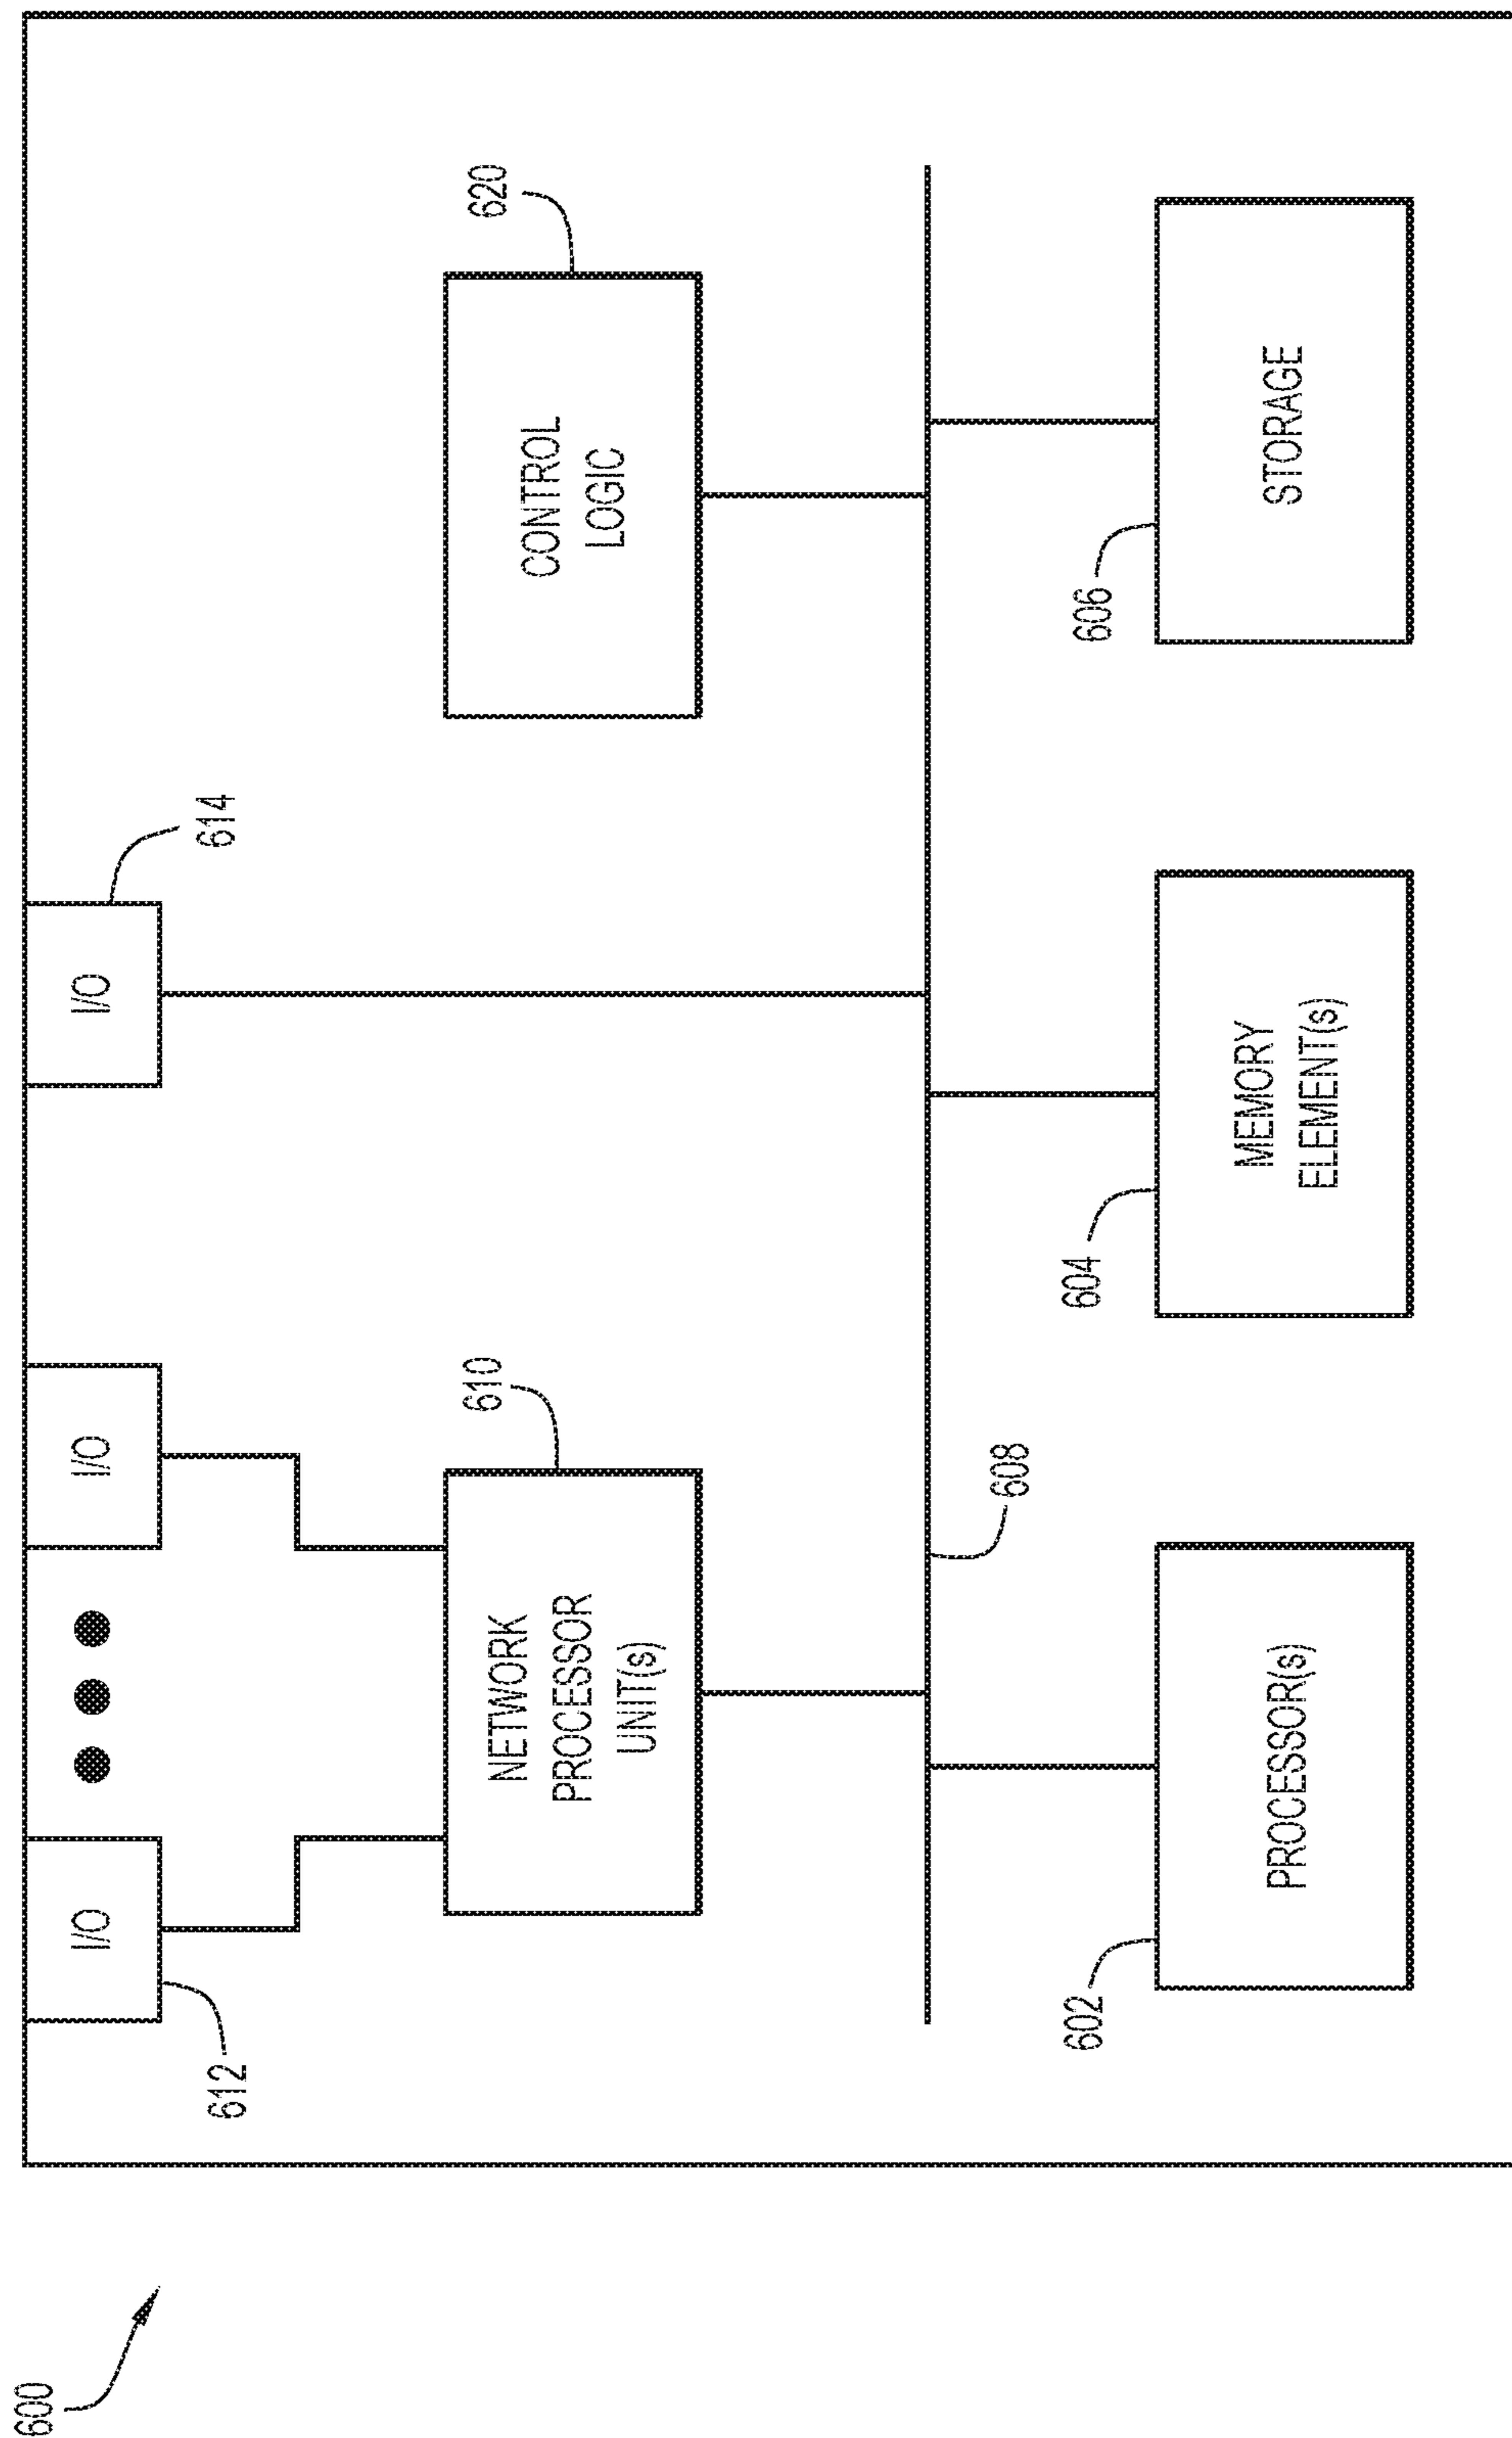 600
612
I/O
I/O
I/O
614
NETWORK
PROCESSOR
UNIT(s)
610
CONTROL
LOGIC
620
608
602
PROCESSOR(s)
604
MEMORY
ELEMENT(s)
606
STORAGE